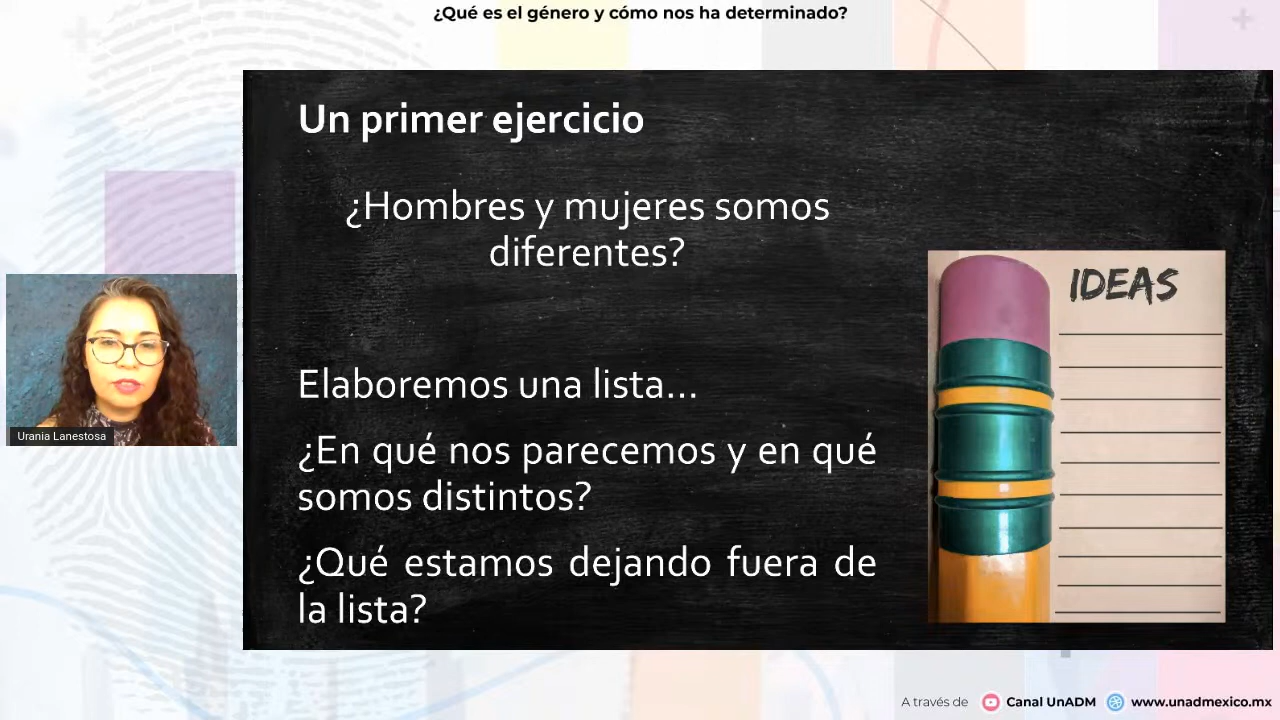 ¿Qué es el género y cómo nos ha determinado?
Un primer ejercicio
¿Hombres y mujeres somos
diferentes?
IDEAS
Elaboremos una lista...
¿En qué nos parecemos y en qué
somos distintos?
¿Qué estamos dejando fuera de
la lista?
Urania Lanestosa
A través de Canal UnADM www.unadmexico.mx